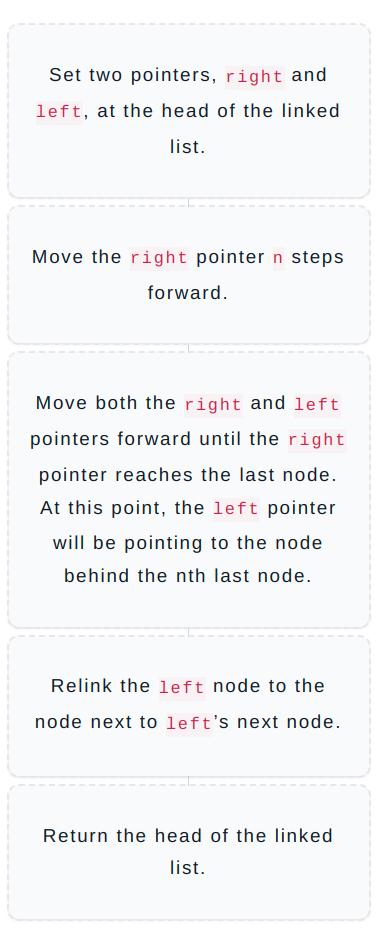 Set two pointers, right and
left, at the head of the linked
list.
Move the right pointer n steps
forward.
Move both the right and left
pointers forward until the right
pointer reaches the last node.
At this point, the left pointer
will be pointing to the node
behind the nth last node.
Relink the left node to the
node next to left’s next node.
Return the head of the linked
list.